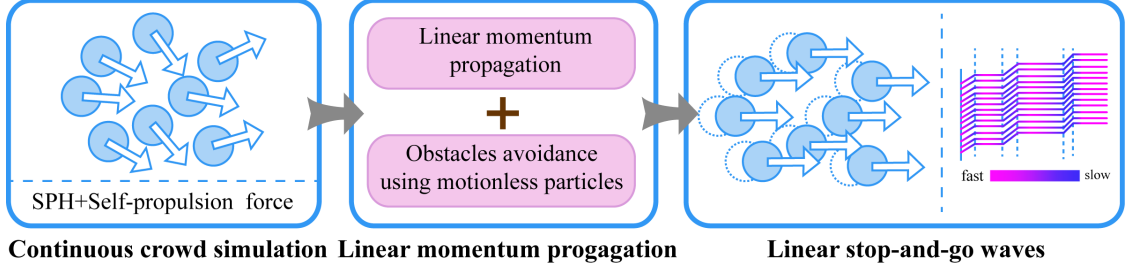 SPH+Self-propulsion force
Continuous crowd simulation
Linear momentum
propagation
+
Obstacles avoidance
using motionless particles
Linear momentum progagation
fast
slow
Linear stop-and-go waves